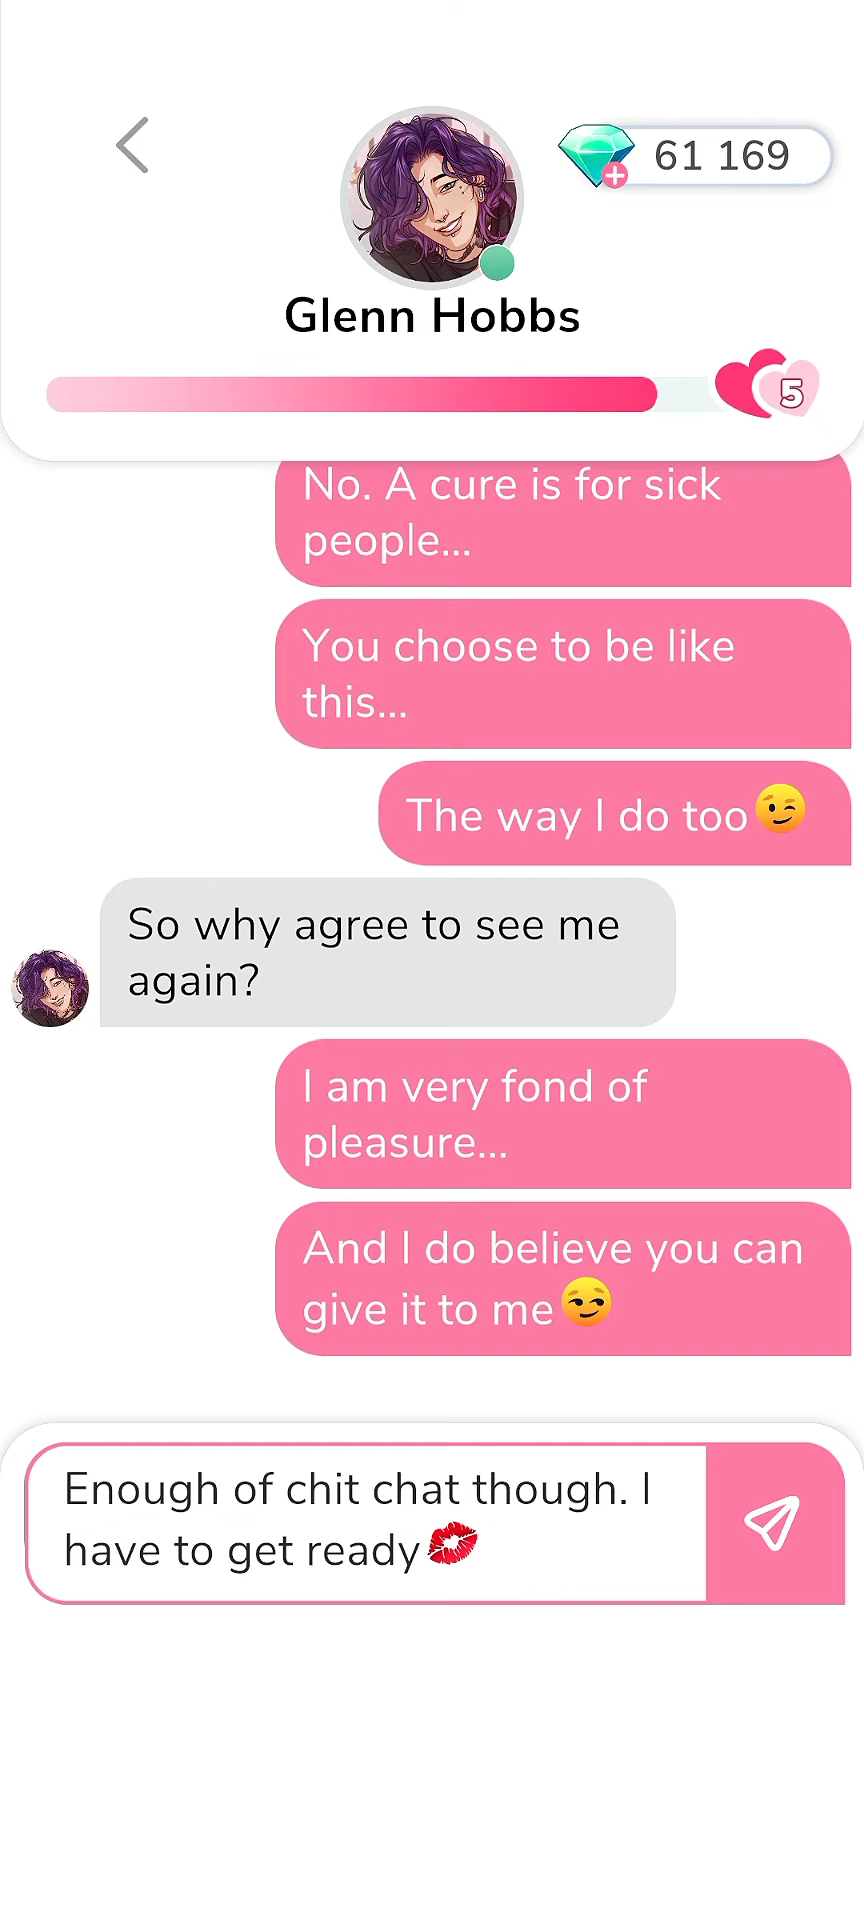 61 169
Glenn Hobbs
5
No. A cure is for sick
people...
You choose to be like
this...
The way I do too😉
So why agree to see me
again?
I am very fond of
pleasure...
And I do believe you can
give it to me😏
Enough of chit chat though. I
have to get ready💋